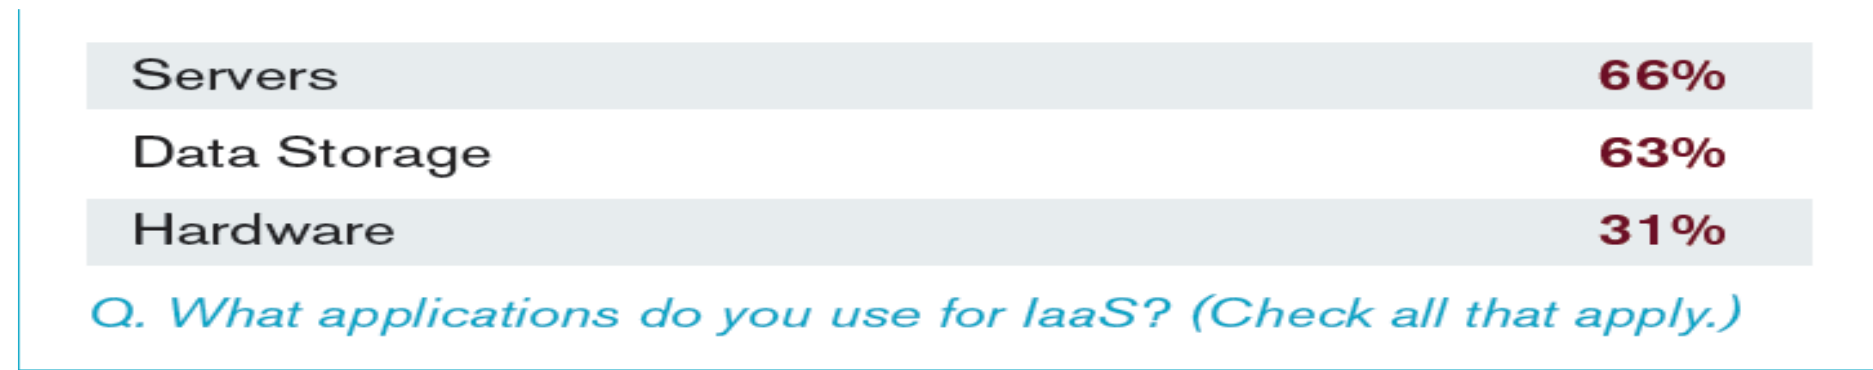 Servers 66%
Data Storage 63%
Hardware 31%
Q. What applications do you use for IaaS? (Check all that apply.)